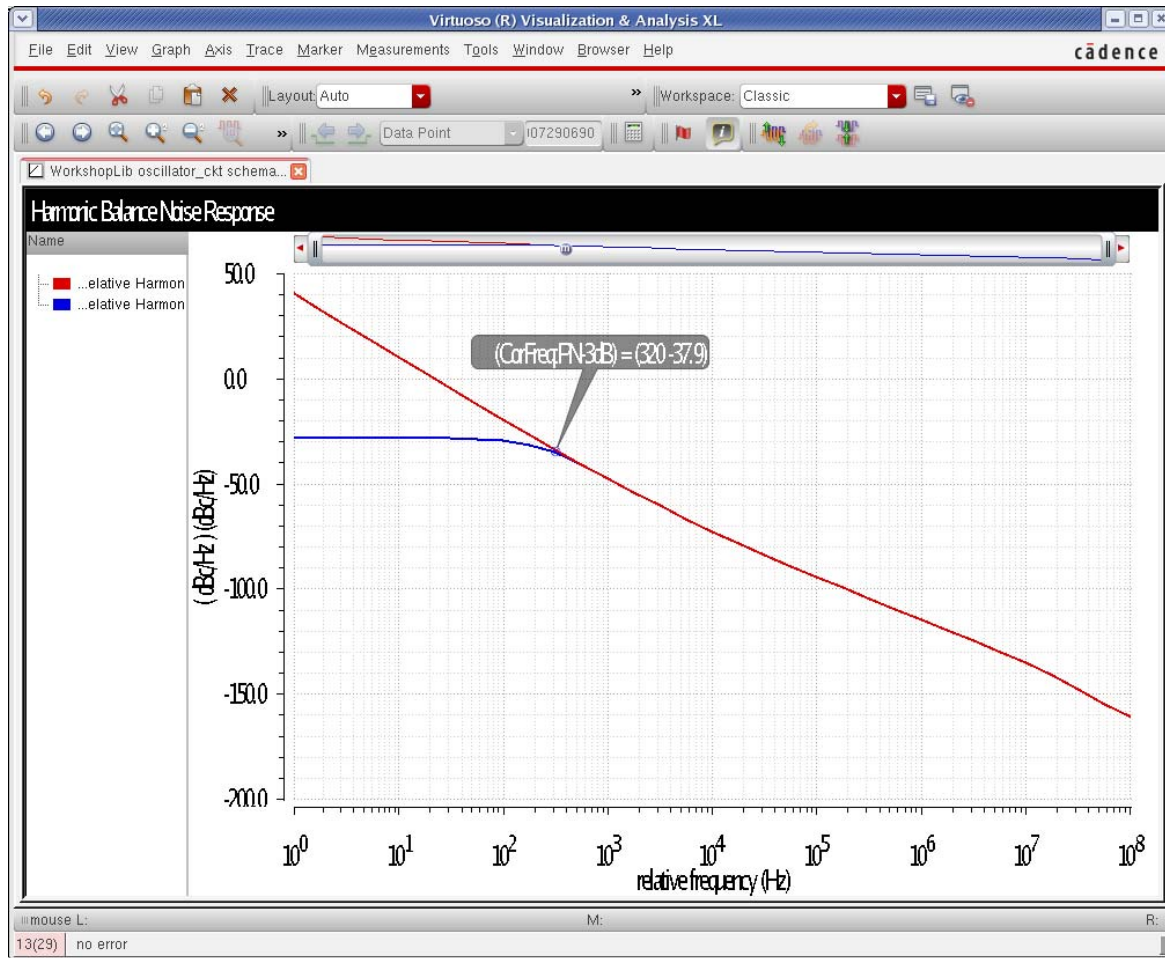 Virtuoso (R) Visualization & Analysis XL
File Edit View Graph Axis Trace Marker Measurements Tools Window Browser Help
cādence
Layout: Auto
» Workspace: Classic
» Data Point 107290690
WorkshopLib oscillator_ckt schema...
Harmonic Balance Noise Response
Name
...elative Harmon
...elative Harmon
50.0
0.0
-50.0
-100.0
-150.0
-200.0
(dBc/Hz) (dBc/Hz)
(CorFreq,PN-3dB) = (320 -37.9)
10^0 10^1 10^2 10^3 10^4 10^5 10^6 10^7 10^8
relative frequency (Hz)
mouse L: M: R:
13(29) no error